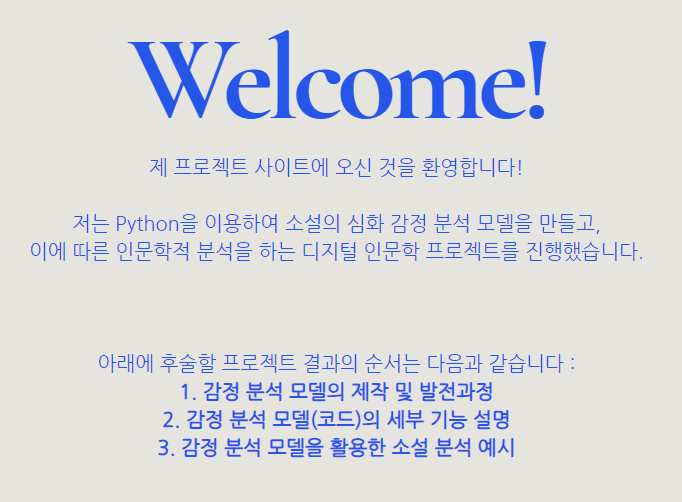 Welcome!
제 프로젝트 사이트에 오신 것을 환영합니다!
저는 Python을 이용하여 소설의 심화 감정 분석 모델을 만들고,
이에 따른 인문학적 분석을 하는 디지털 인문학 프로젝트를 진행했습니다.
아래에 후술할 프로젝트 결과의 순서는 다음과 같습니다 :
1. 감정 분석 모델의 제작 및 발전과정
2. 감정 분석 모델(코드)의 세부 기능 설명
3. 감정 분석 모델을 활용한 소설 분석 예시